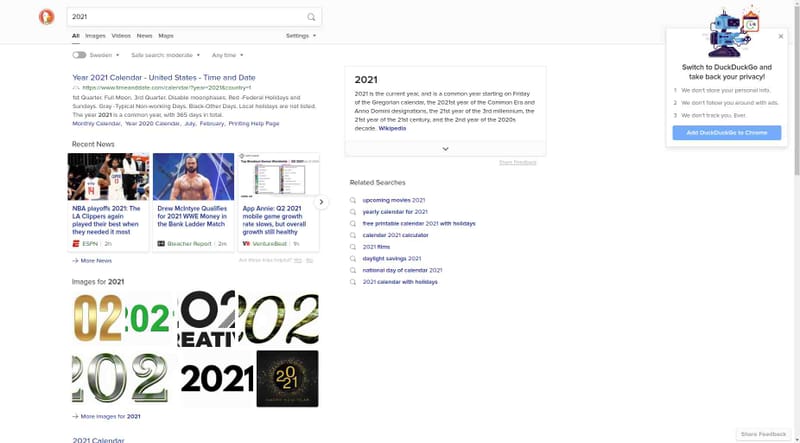 2021
All Images Videos News Maps Settings
Sweden Safe search: moderate Any time
Year 2021 Calendar - United States - Time and Date
https://www.timeanddate.com/calendar/?year=2021&country=1
1st Quarter. Full Moon. 3rd Quarter. Disable moonphases. Red -Federal Holidays and
Sundays. Gray -Typical Non-working Days. Black-Other Days. Local holidays are not listed.
The year 2021 is a common year, with 365 days in total.
Monthly Calendar, Year 2020 Calendar, July, February, Printing Help Page
Recent News
NBA playoffs 2021: The
LA Clippers again
played their best when
they needed it most
ESPN | 2h
Drew McIntyre Qualifies
for 2021 WWE Money in
the Bank Ladder Match
Bleacher Report | 2m
App Annie: Q2 2021
mobile game growth
rate slows, but overall
growth still healthy
VentureBeat | 1h
More News
Are these links helpful? Yes No
Images for 2021
02
202
202
CREATIV
202
202
2021
2021
HAPPY NEW YEAR
More Images for 2021
2021 Calendar
2021
2021 is the current year, and is a common year starting on Friday
of the Gregorian calendar, the 2021st year of the Common Era and
Anno Domini designations, the 21st year of the 3rd millennium, the
21st year of the 21st century, and the 2nd year of the 2020s
decade. Wikipedia
Share Feedback
Related Searches
upcoming movies 2021
yearly calendar for 2021
free printable calendar 2021 with holidays
calendar 2021 calculator
2021 films
daylight savings 2021
national day of calendar 2021
2021 calendar with holidays
Switch to DuckDuckGo and
take back your privacy!
1 We don't store your personal info.
2 We don't follow you around with ads.
3 We don't track you. Ever.
Add DuckDuckGo to Chrome
Share Feedback